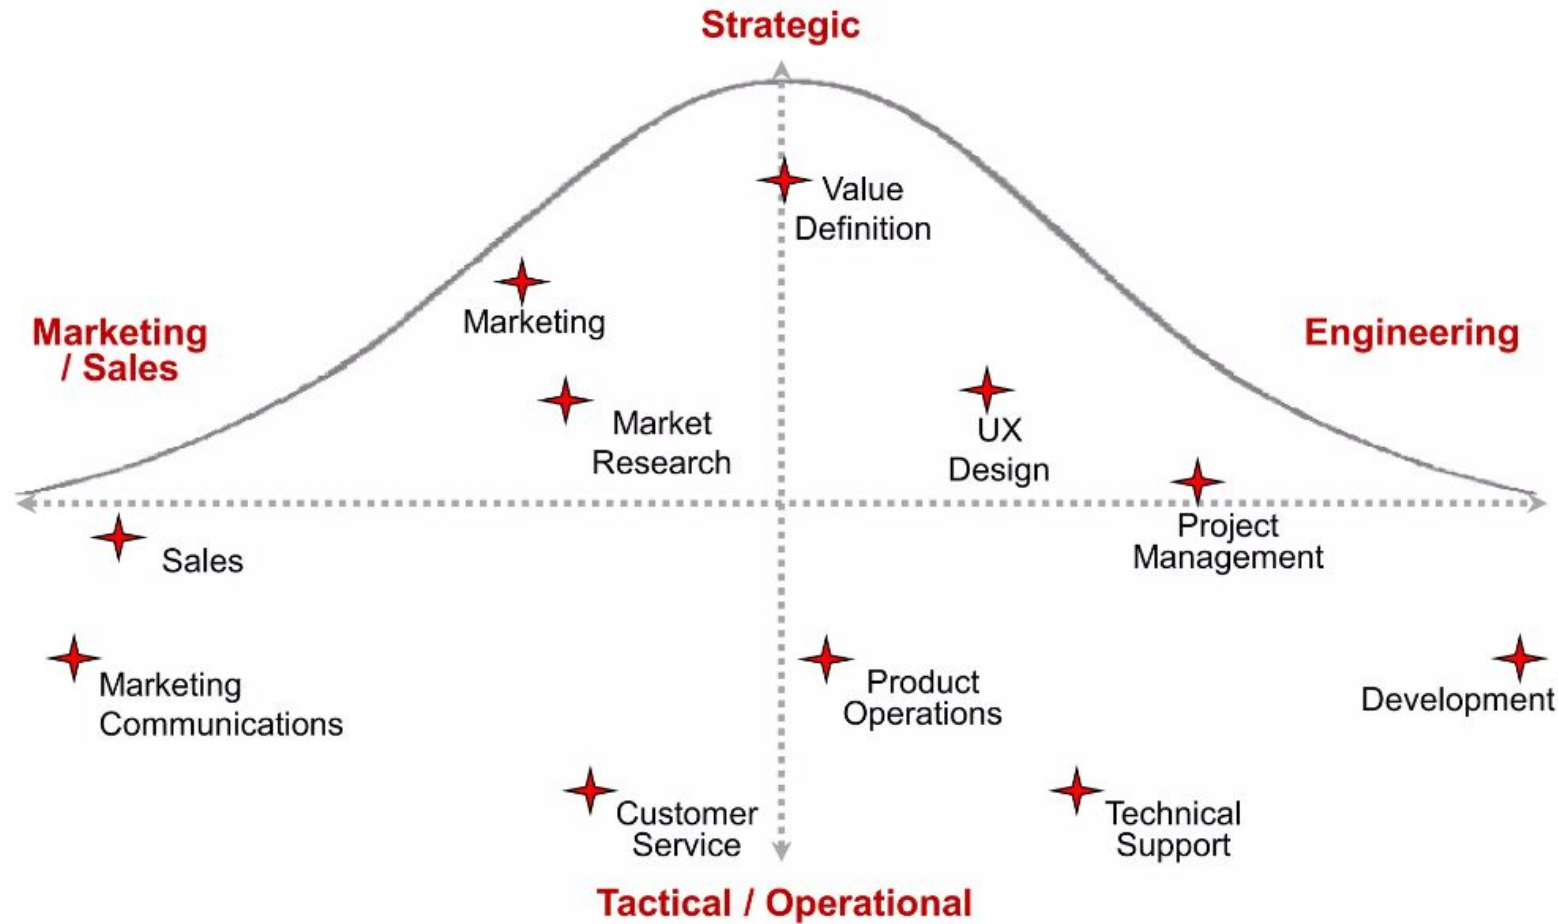 Strategic
Value
Definition
Marketing
Marketing
/ Sales
Engineering
Market
Research
UX
Design
Project
Management
Sales
Marketing
Communications
Product
Operations
Development
Customer
Service
Technical
Support
Tactical / Operational